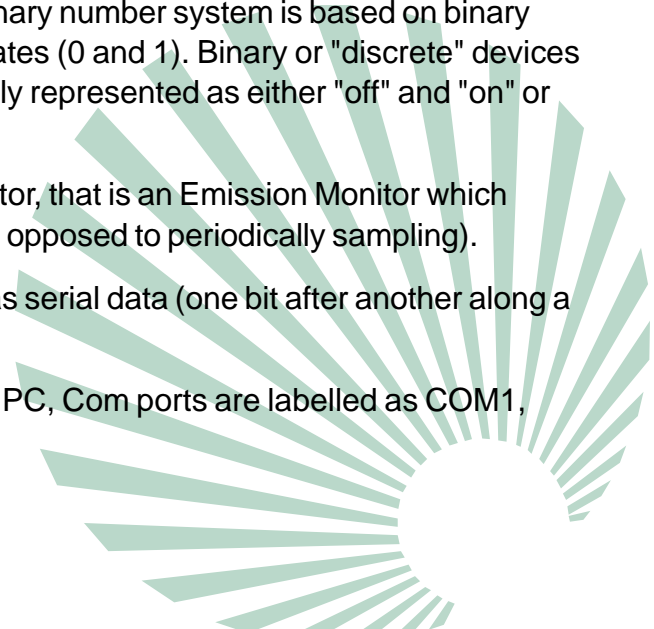 nary number system is based on binary
ates (0 and 1). Binary or "discrete" devices
ly represented as either "off" and "on" or
tor, that is an Emission Monitor which
opposed to periodically sampling).
as serial data (one bit after another along a
PC, Com ports are labelled as COM1,